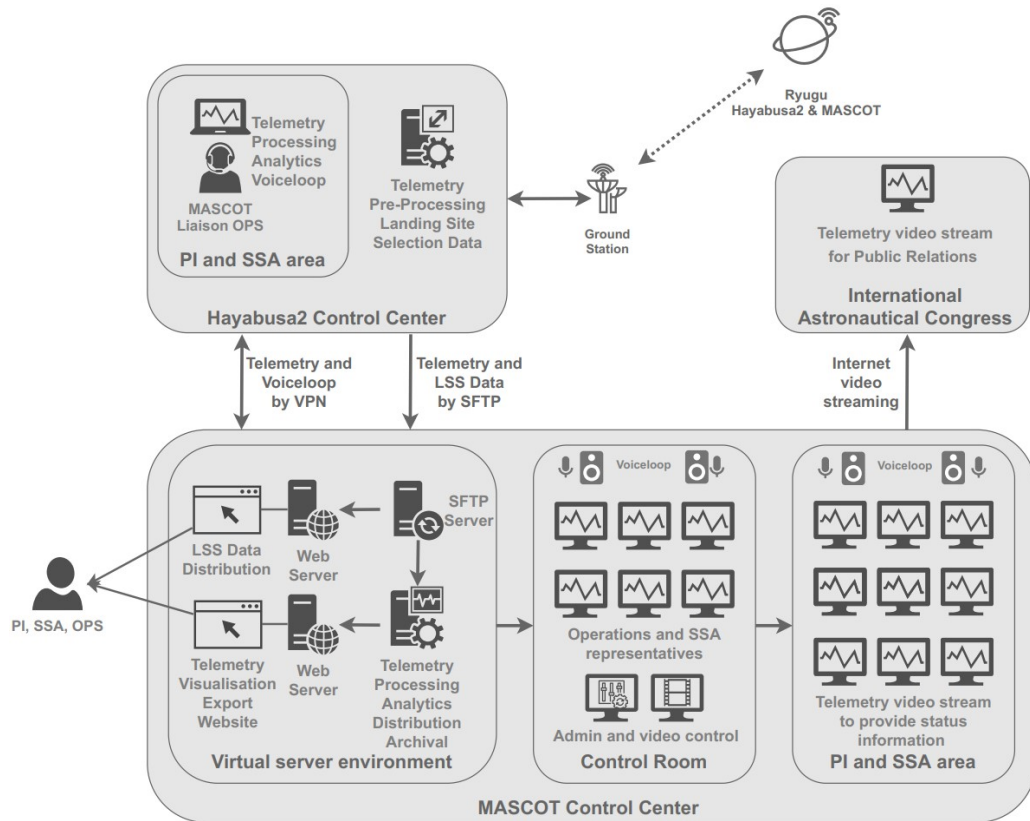 Ryugu
Hayabusa2 & MASCOT
Telemetry
Processing
Analytics
Voiceloop
MASCOT
Liaison OPS
PI and SSA area
Telemetry
Pre-Processing
Landing Site
Selection Data
Hayabusa2 Control Center
Ground
Station
Telemetry video stream
for Public Relations
International
Astronautical Congress
Telemetry and
Voiceloop
by VPN
Telemetry and
LSS Data
by SFTP
Internet
video
streaming
PI, SSA, OPS
LSS Data
Distribution
Web
Server
SFTP
Server
Telemetry
Visualisation
Export
Website
Web
Server
Telemetry
Processing
Analytics
Distribution
Archival
Virtual server environment
Voiceloop
Operations and SSA
representatives
Admin and video control
Control Room
Voiceloop
Telemetry video stream
to provide status
information
PI and SSA area
MASCOT Control Center